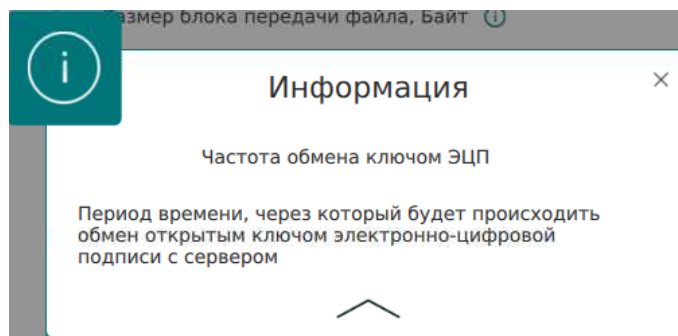 Размер блока передачи файла, Байт
Информация
Частота обмена ключом ЭЦП
Период времени, через который будет происходить
обмен открытым ключом электронно-цифровой
подписи с сервером